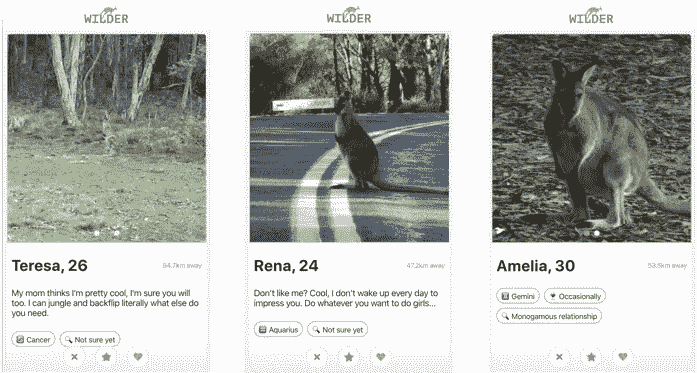 WILDER
Teresa, 26
54.7km away
My mom thinks I'm pretty cool, I'm sure you will
too. I can jungle and backflip literally what else do
you need.
Cancer
Not sure yet
WILDER
Rena, 24
47.2km away
Don't like me? Cool, I don't wake up every day to
impress you. Do whatever you want to do girls...
Aquarius
Not sure yet
WILDER
Amelia, 30
53.5km away
Gemini
Occasionally
Monogamous relationship